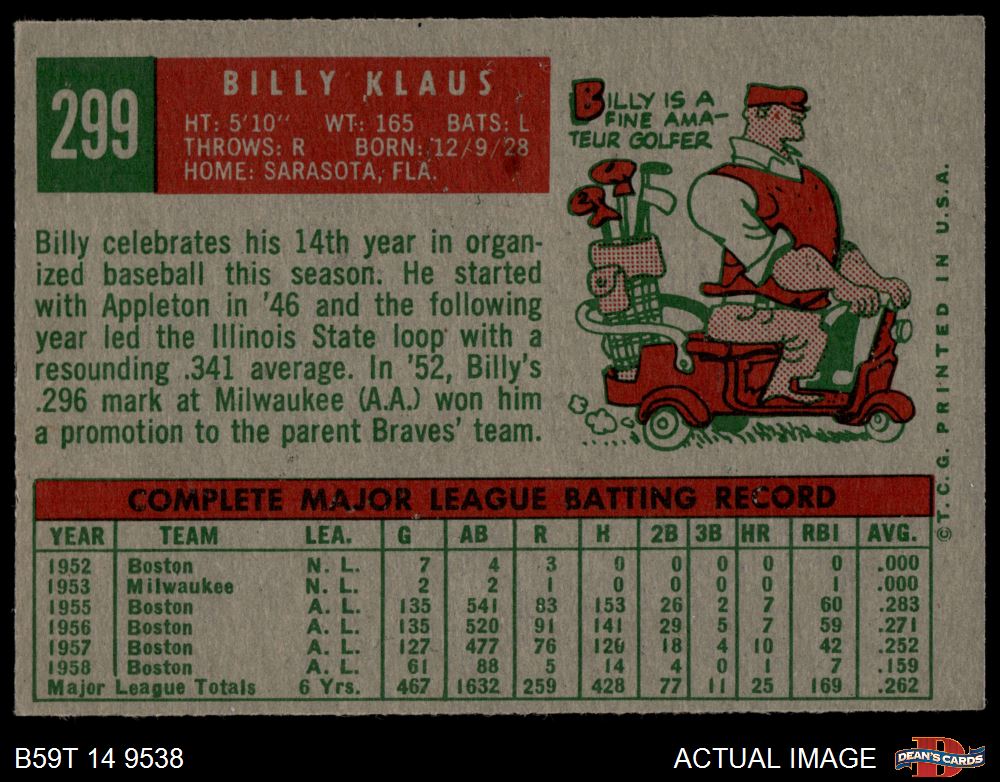 299
BILLY KLAUS
HT: 5'10" WT: 165 BATS: L
THROWS: R BORN: 12/9/28
HOME: SARASOTA, FLA.
BILLY IS A
FINE AMA-
TEUR GOLFER
Billy celebrates his 14th year in organ-
ized baseball this season. He started
with Appleton in '46 and the following
year led the Illinois State loop with a
resounding .341 average. In '52, Billy's
.296 mark at Milwaukee (A.A.) won him
a promotion to the parent Braves' team.
© T.C.G. PRINTED IN U.S.A.
COMPLETE MAJOR LEAGUE BATTING RECORD
YEAR TEAM LEA. G AB R H 2B 3B HR RBI AVG.
1952 Boston N. L. 7 4 3 0 0 0 0 0 .000
1953 Milwaukee N. L. 2 2 1 0 0 0 0 1 .000
1955 Boston A. L. 135 541 83 153 26 2 7 60 .283
1956 Boston A. L. 135 520 91 141 29 5 7 59 .271
1957 Boston A. L. 127 477 76 120 18 4 10 42 .252
1958 Boston A. L. 61 88 5 14 4 0 1 7 .159
Major League Totals 6 Yrs. 467 1632 259 428 77 11 25 169 .262
B59T 14 9538
ACTUAL IMAGE
D
DEAN'S CARDS